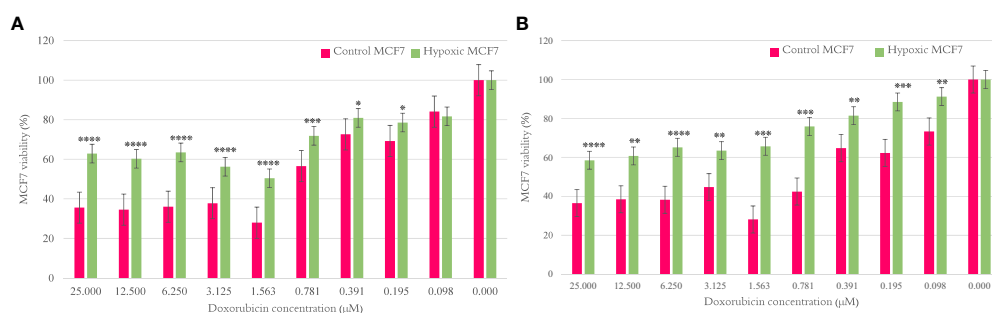 A
120
100
80
60
40
20
0
MCF7 viability (%)
Control MCF7 Hypoxic MCF7
**** **** **** **** **** *** * *
25.000 12.500 6.250 3.125 1.563 0.781 0.391 0.195 0.098 0.000
Doxorubicin concentration (μM)
B
120
100
80
60
40
20
0
MCF7 viability (%)
Control MCF7 Hypoxic MCF7
**** ** **** ** *** *** ** *** **
25.000 12.500 6.250 3.125 1.563 0.781 0.391 0.195 0.098 0.000
Doxorubicin concentration (μM)